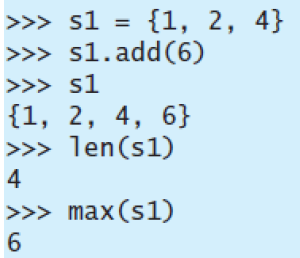 >>> s1 = {1, 2, 4}
>>> s1.add(6)
>>> s1
{1, 2, 4, 6}
>>> len(s1)
4
>>> max(s1)
6